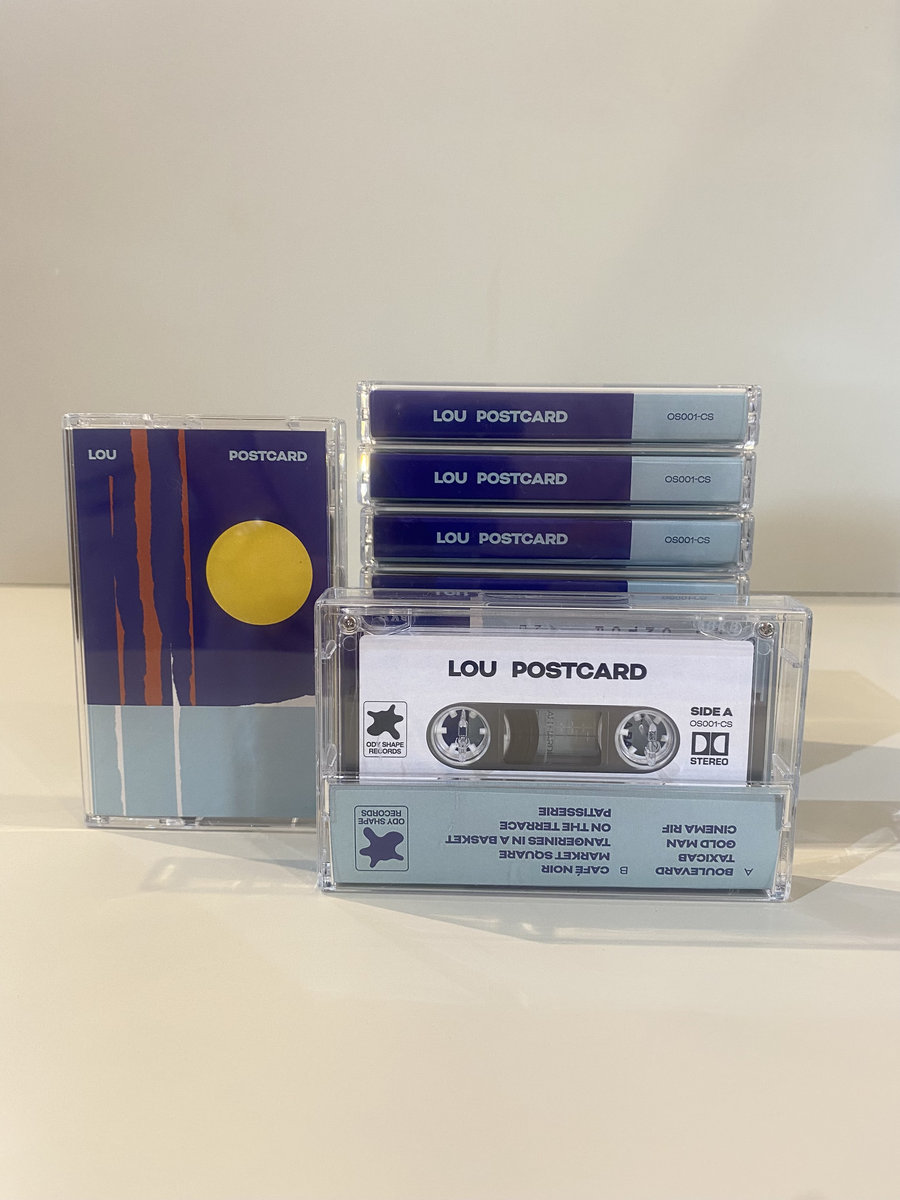 LOU POSTCARD
LOU POSTCARD OS001-CS
LOU POSTCARD OS001-CS
LOU POSTCARD OS001-CS
LOU
LOU POSTCARD
ODY SHAPE
RECORDS
SIDE A
OS001-CS
STEREO
A BOULEVARD
TAXICAB
GOLD MAN
CINEMA RIF
B CAFÉ NOIR
MARKET SQUARE
TANGERINES IN A BASKET
ON THE TERRACE
PATISSERIE
ODY SHAPE
RECORDS